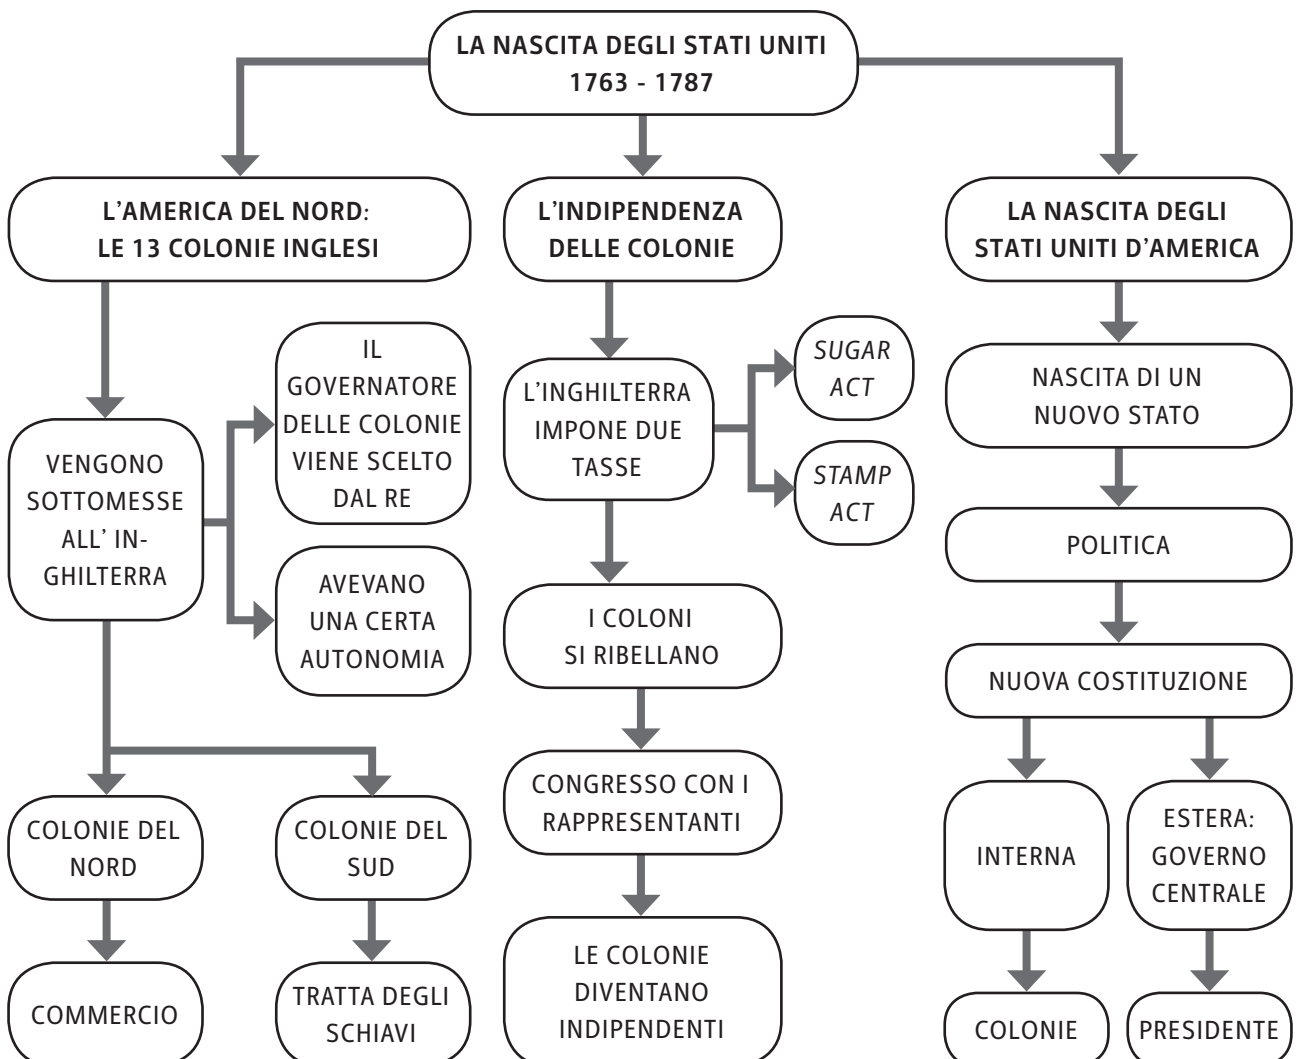 LA NASCITA DEGLI STATI UNITI
1763 - 1787
L'AMERICA DEL NORD:
LE 13 COLONIE INGLESI
VENGONO
SOTTOMESSE
ALL' IN-
GHILTERRA
IL
GOVERNATORE
DELLE COLONIE
VIENE SCELTO
DAL RE
AVEVANO
UNA CERTA
AUTONOMIA
COLONIE DEL
NORD
COMMERCIO
COLONIE DEL
SUD
TRATTA DEGLI
SCHIAVI
L'INDIPENDENZA
DELLE COLONIE
L'INGHILTERRA
IMPONE DUE
TASSE
SUGAR
ACT
STAMP
ACT
I COLONI
SI RIBELLANO
CONGRESSO CON I
RAPPRESENTANTI
LE COLONIE
DIVENTANO
INDIPENDENTI
LA NASCITA DEGLI
STATI UNITI D'AMERICA
NASCITA DI UN
NUOVO STATO
POLITICA
NUOVA COSTITUZIONE
INTERNA
COLONIE
ESTERA:
GOVERNO
CENTRALE
PRESIDENTE